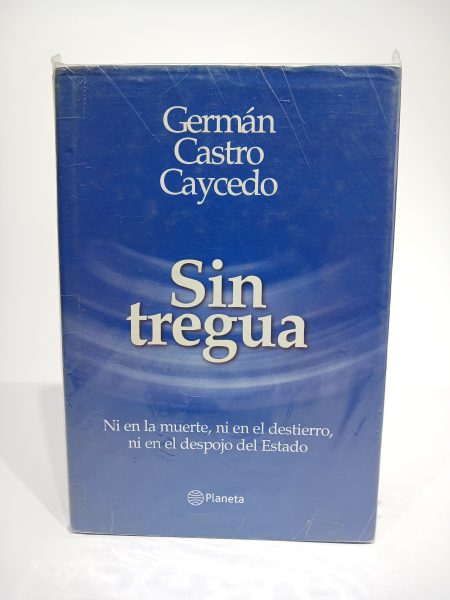 Germán
Castro
Caycedo
Sin
tregua
Ni en la muerte, ni en el destierro,
ni en el despojo del Estado
Planeta